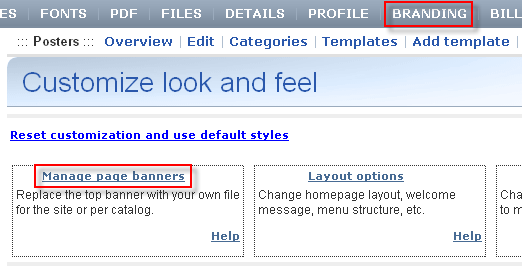 ES | FONTS | PDF | FILES | DETAILS | PROFILE | BRANDING | BILL
::: Posters ::: Overview | Edit | Categories | Templates | Add template |
Customize look and feel
Reset customization and use default styles
Manage page banners
Replace the top banner with your own file
for the site or per catalog.
Help
Layout options
Change homepage layout, welcome
message, menu structure, etc.
Help
Cha
to m